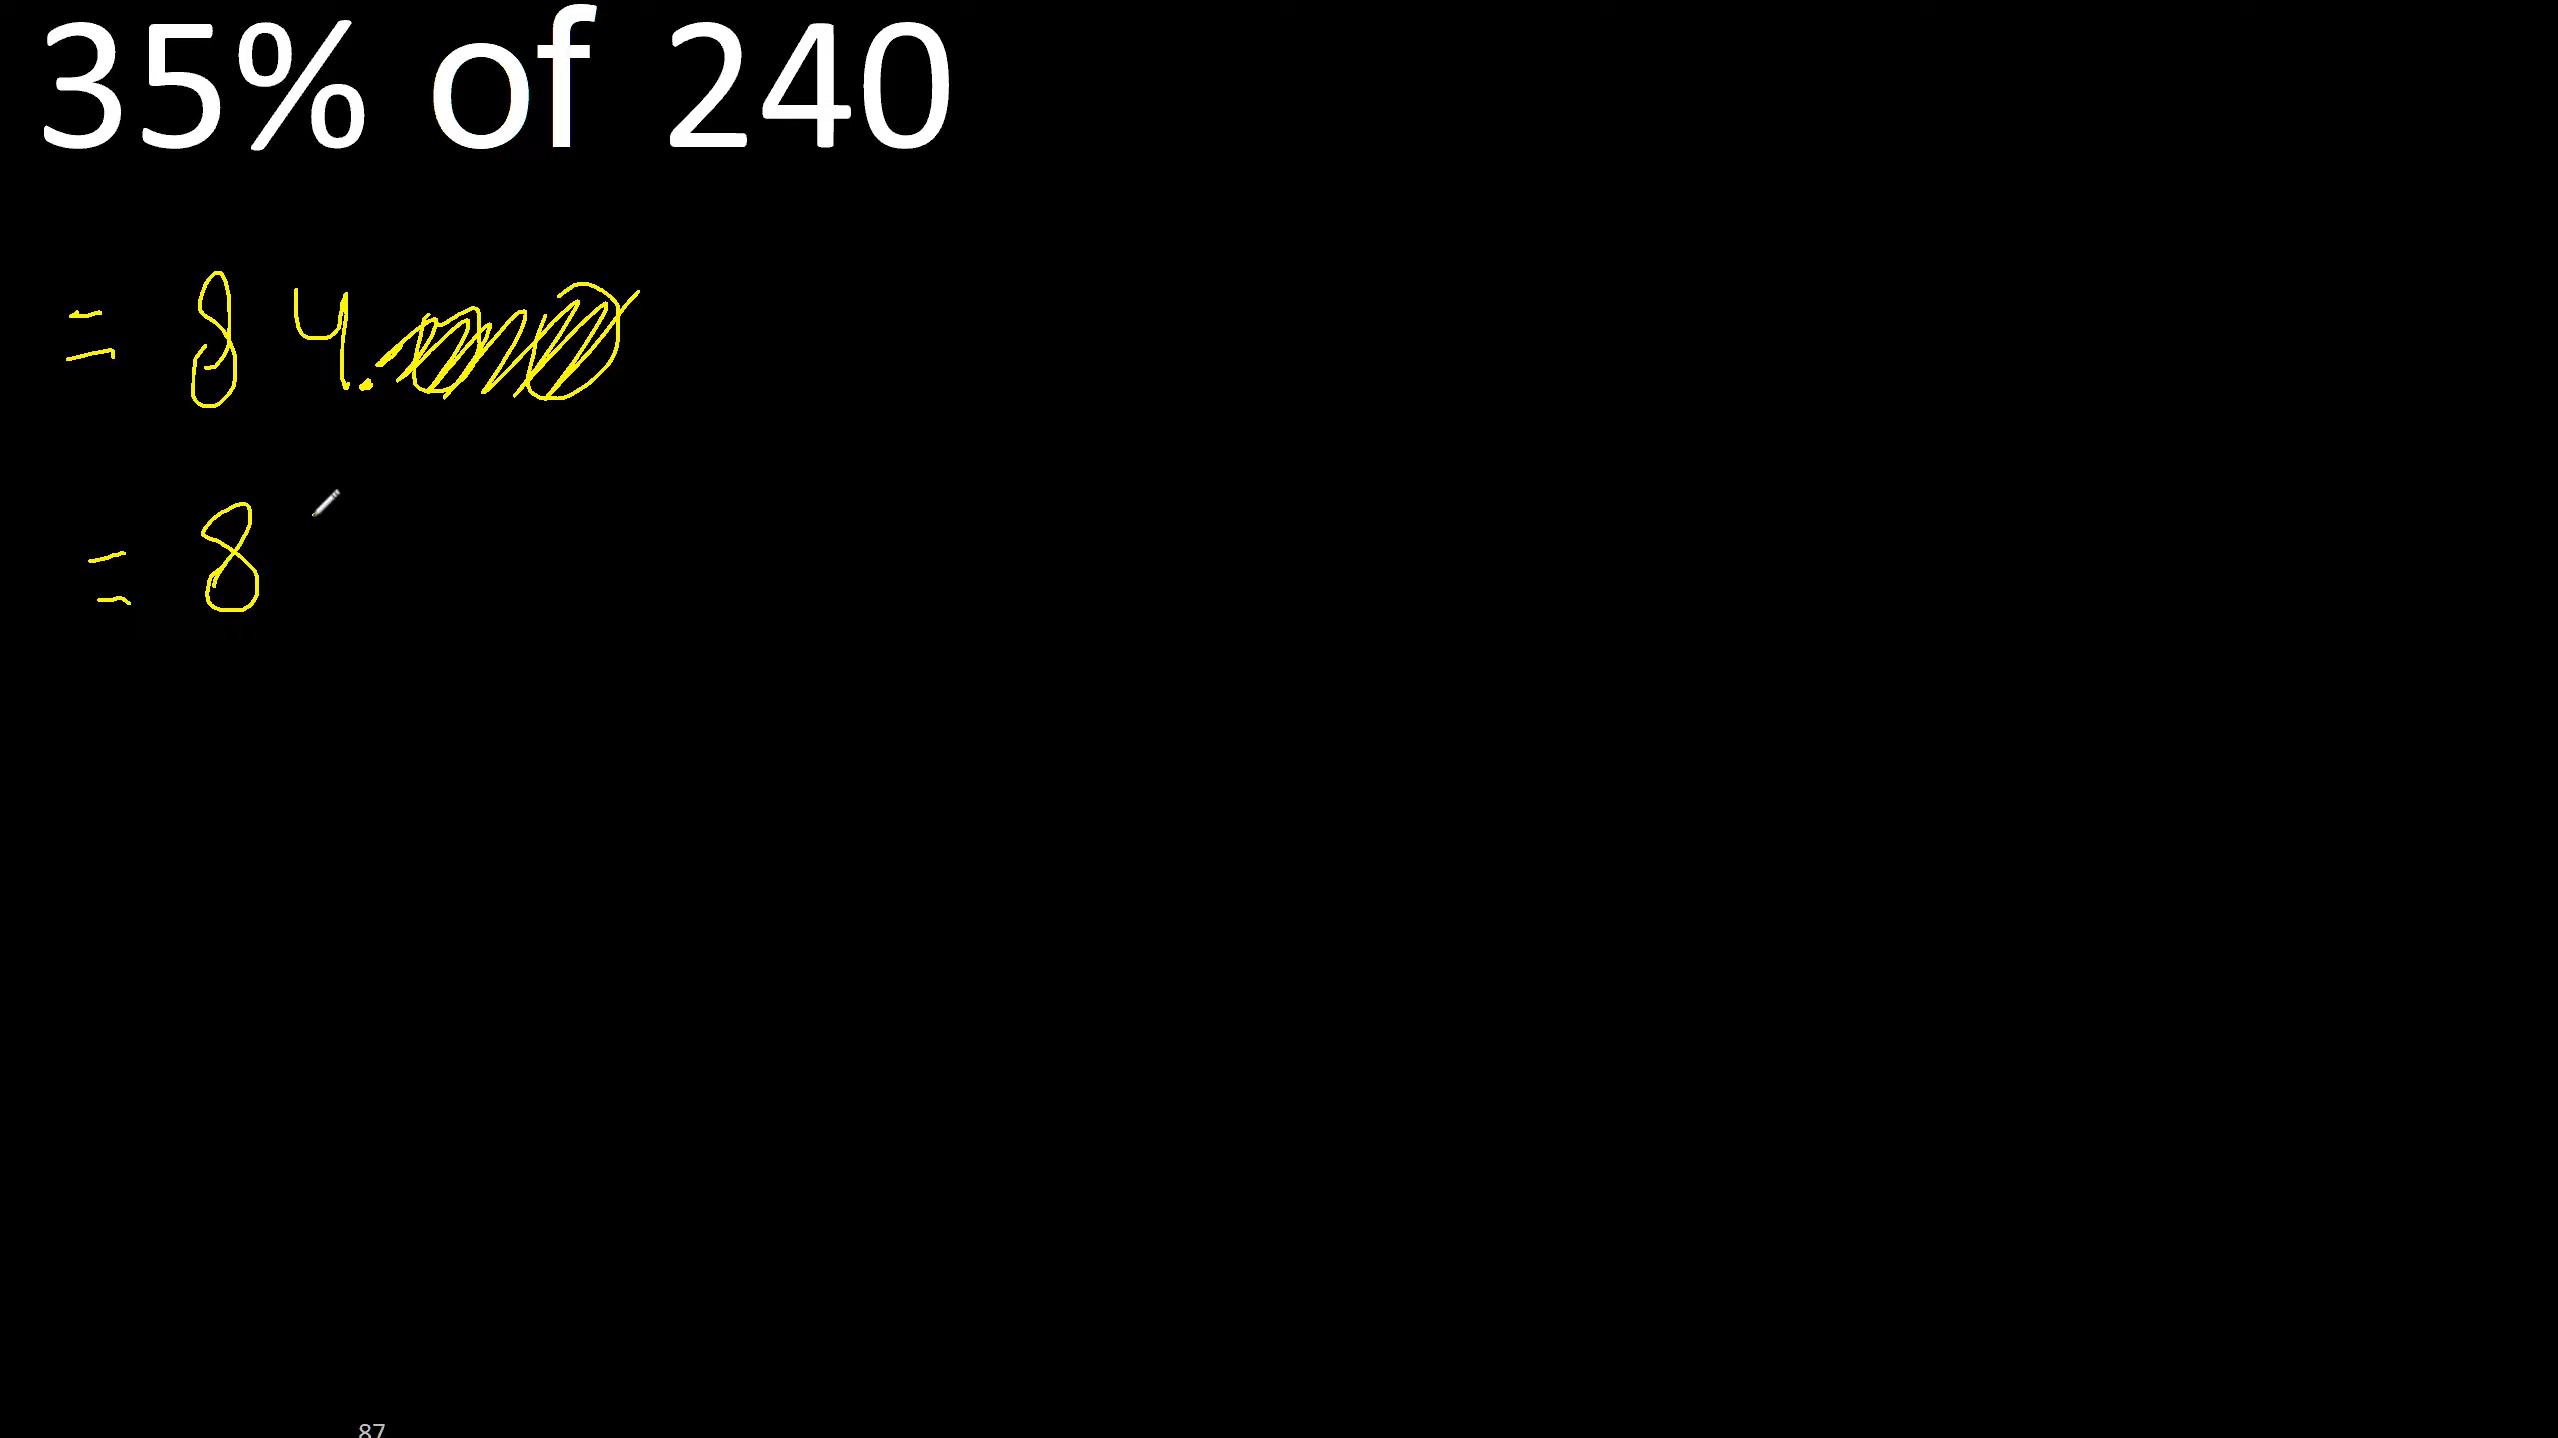 35% of 240
= 84.
= 8
87